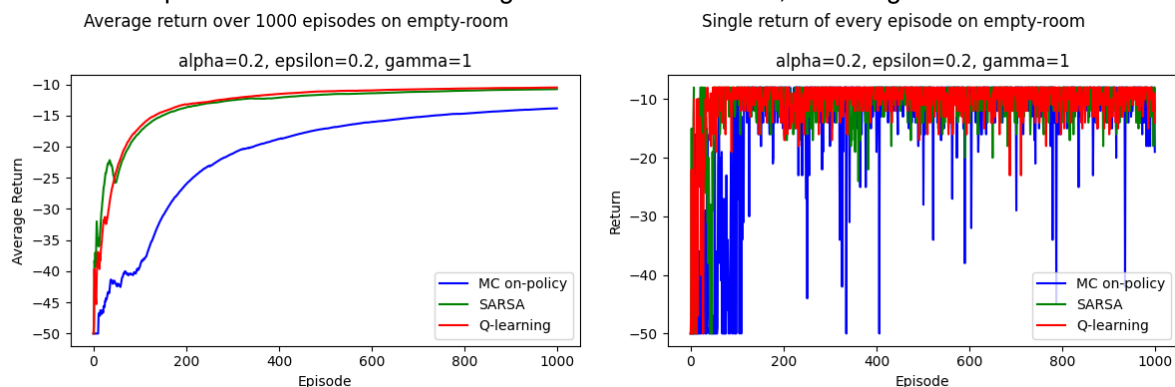 Average return over 1000 episodes on empty-room
alpha=0.2, epsilon=0.2, gamma=1
Average Return
−10
−15
−20
−25
−30
−35
−40
−45
−50
0
200
400
600
800
1000
Episode
MC on-policy
SARSA
Q-learning
Single return of every episode on empty-room
alpha=0.2, epsilon=0.2, gamma=1
Return
−10
−20
−30
−40
−50
0
200
400
600
800
1000
Episode
MC on-policy
SARSA
Q-learning